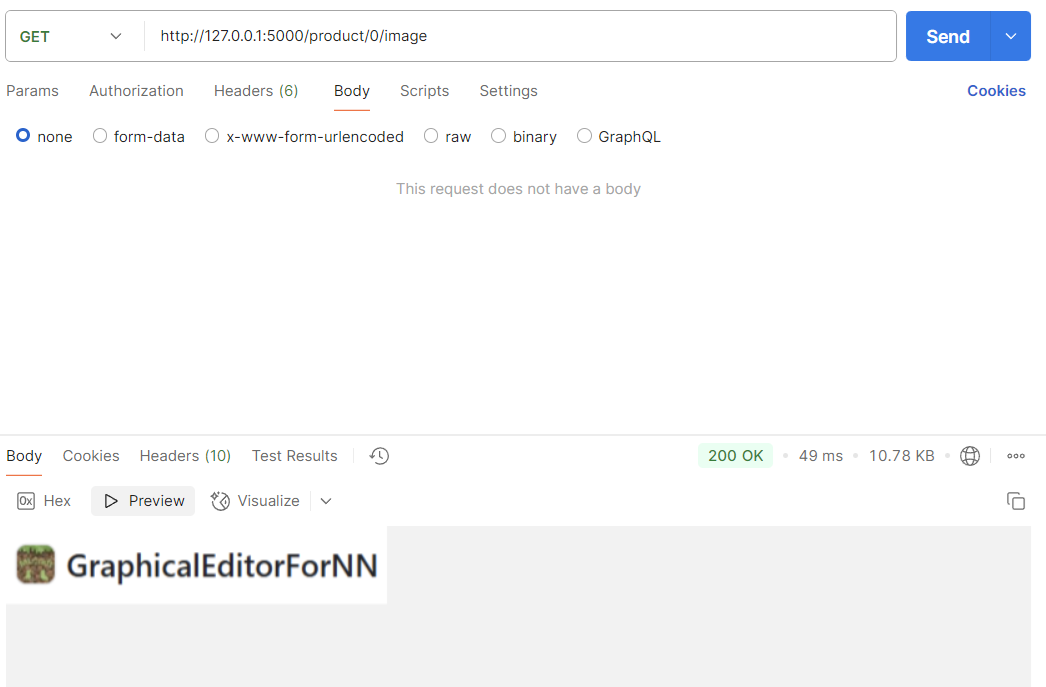 GET http://127.0.0.1:5000/product/0/image Send
Params Authorization Headers (6) Body Scripts Settings Cookies
none form-data x-www-form-urlencoded raw binary GraphQL
This request does not have a body
Body Cookies Headers (10) Test Results 200 OK • 49 ms • 10.78 KB •
0x Hex Preview Visualize
GraphicalEditorForNN